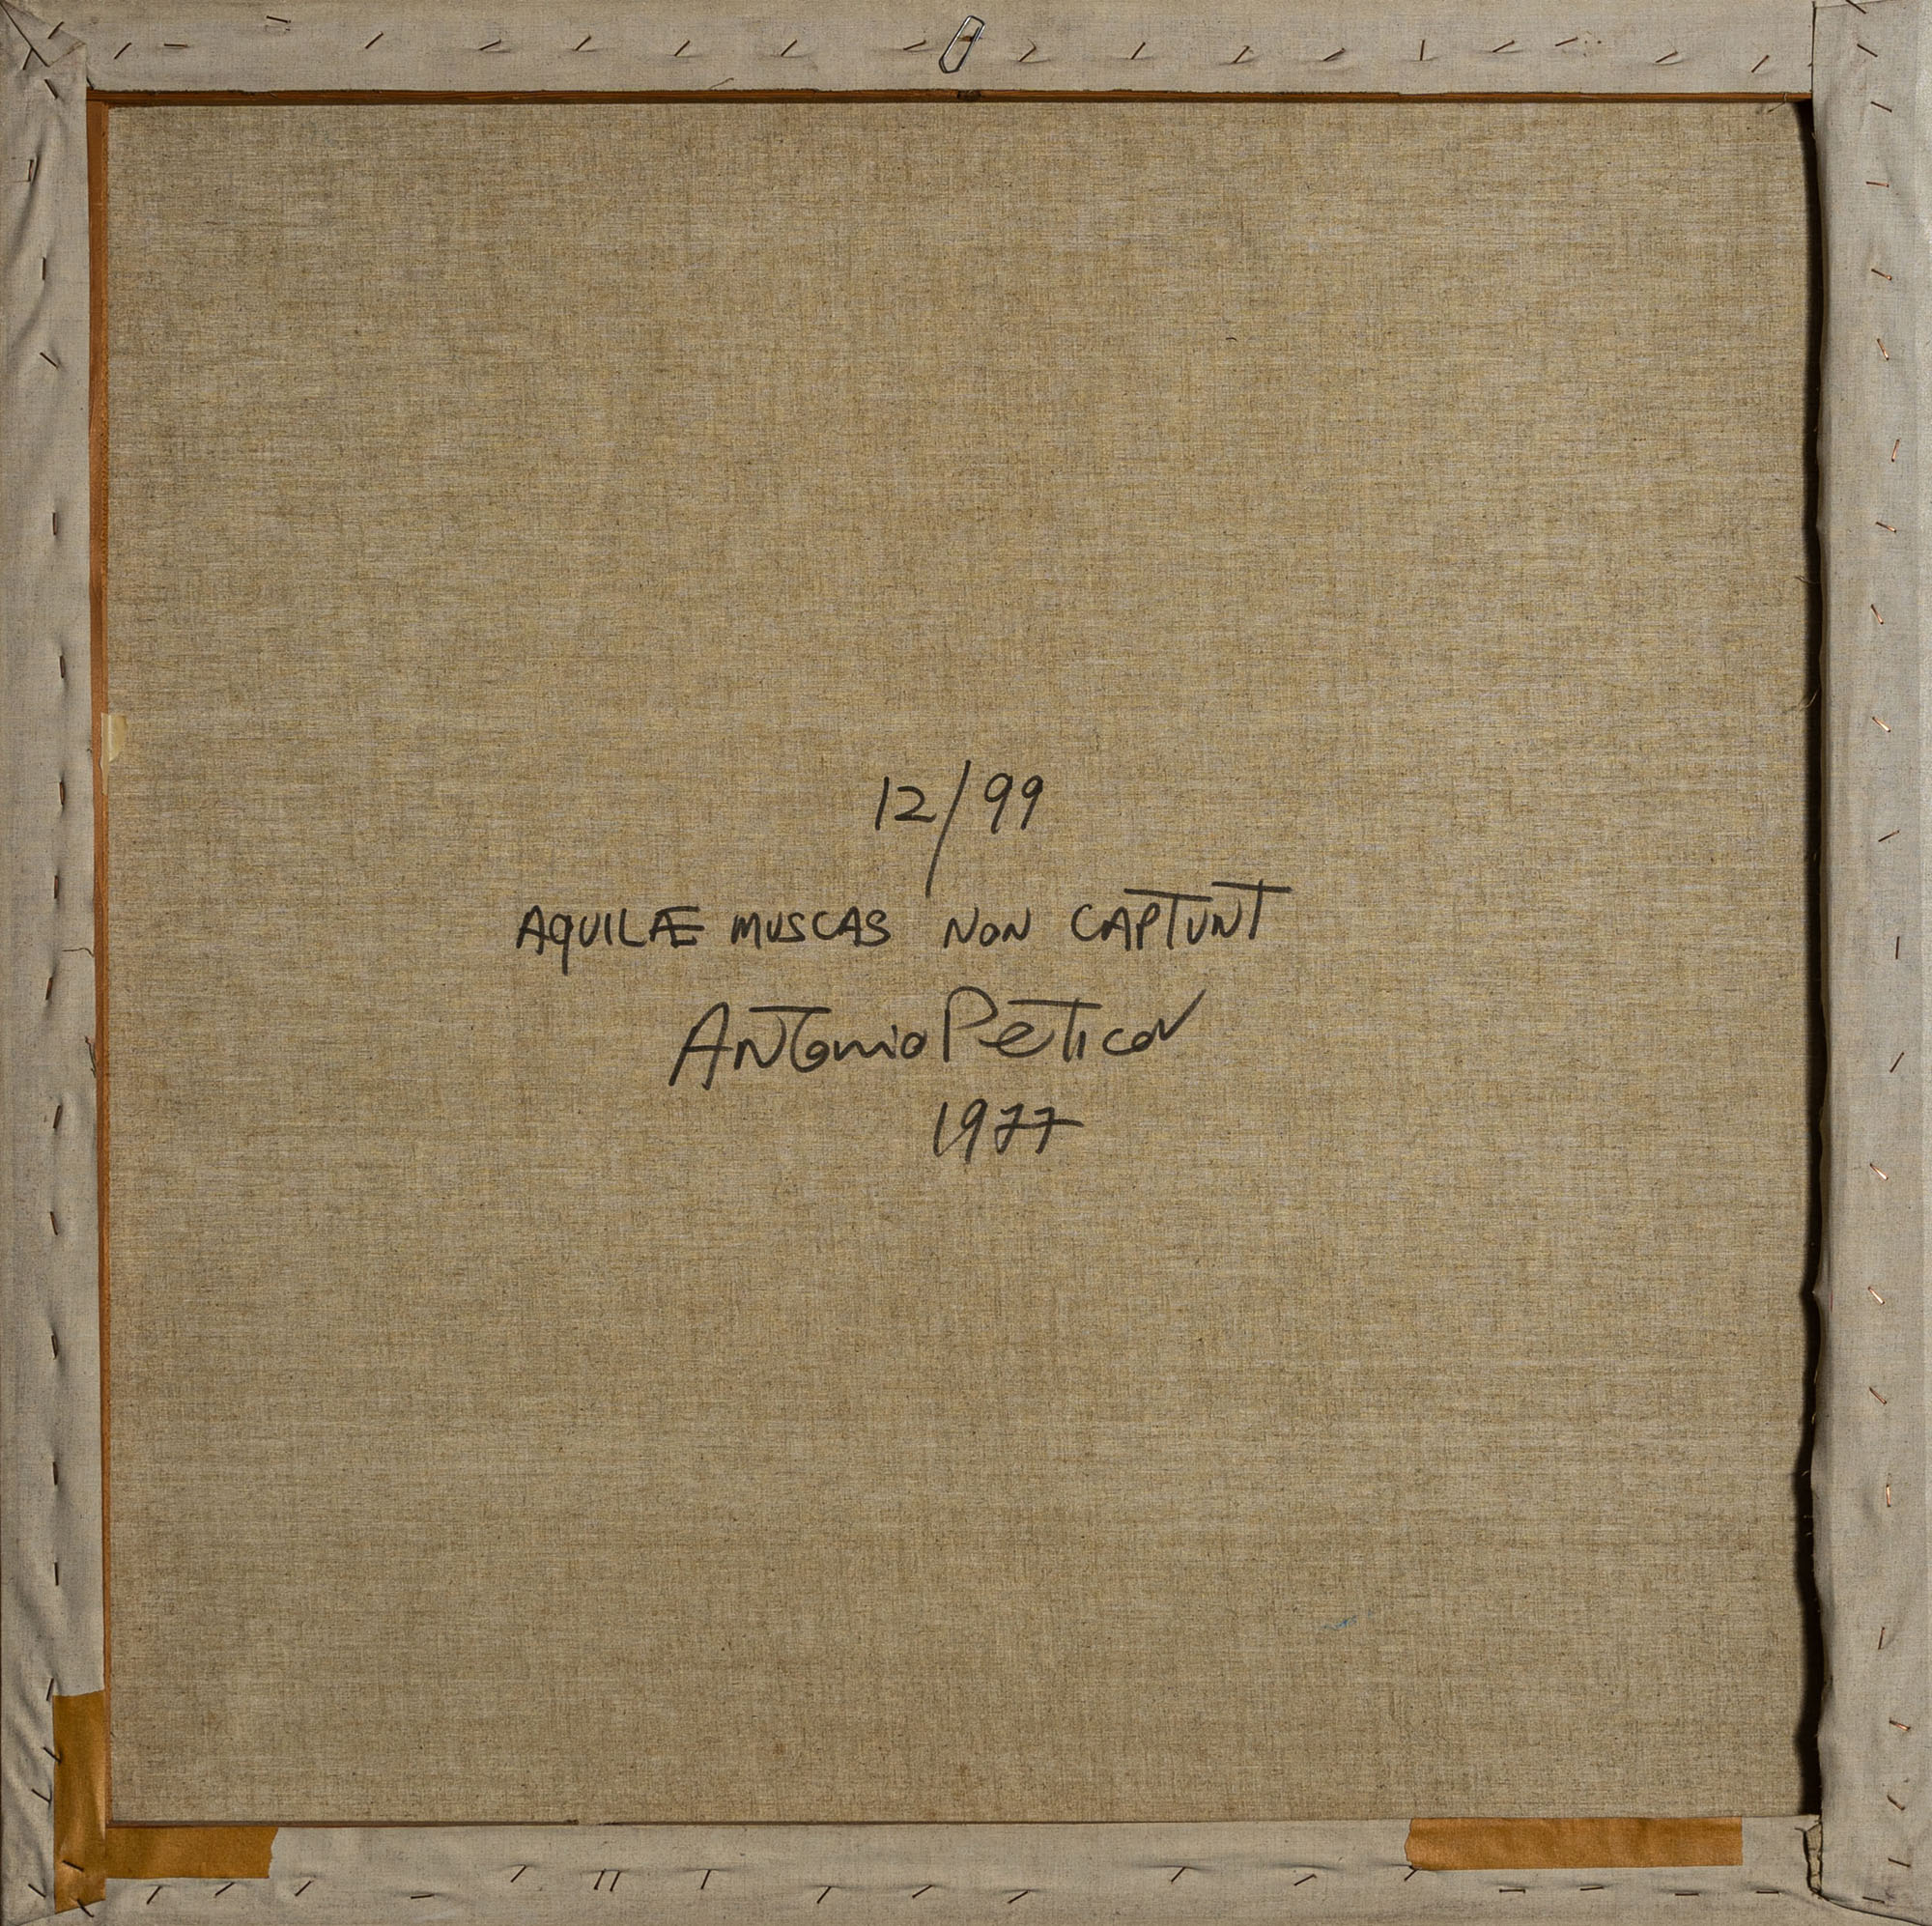 12/99
AQUILÆ MUSCAS NON CAPTUNT
Antonio Peticov
1977